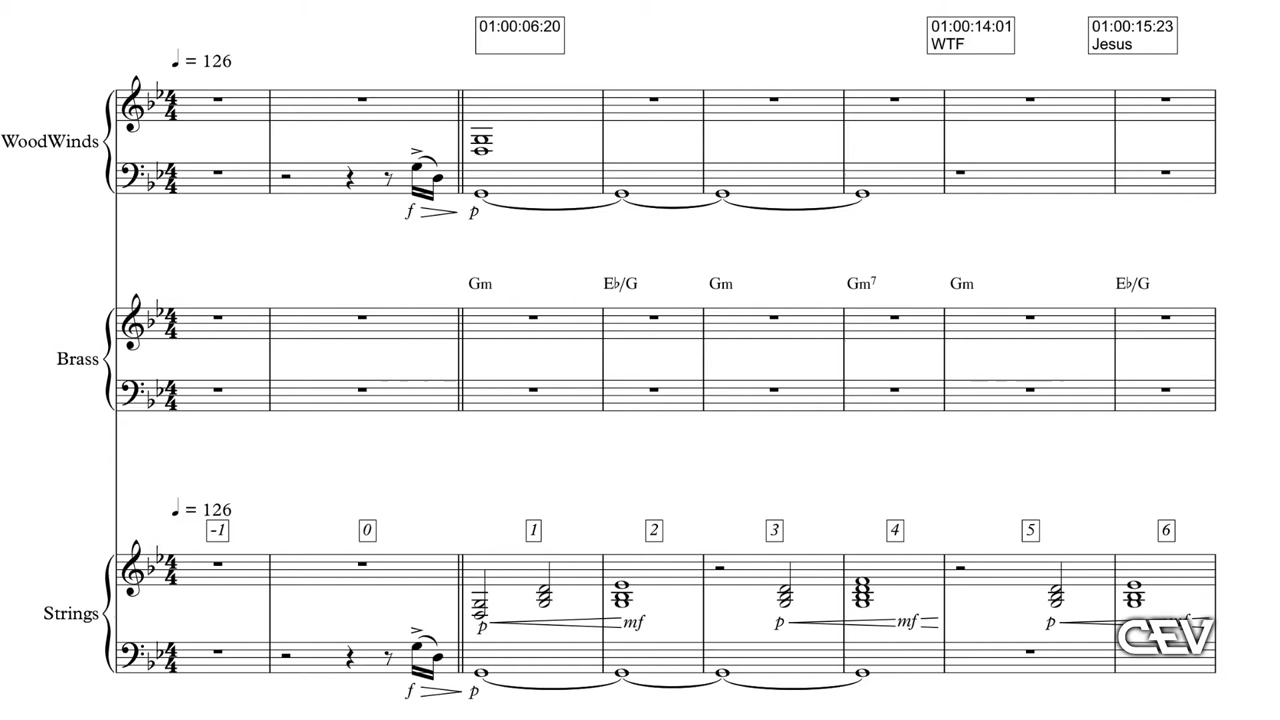 01:00:06:20
01:00:14:01
WTF
01:00:15:23
Jesus
♩ = 126
WoodWinds
f p
Gm E♭/G Gm Gm7 Gm E♭/G
Brass
♩ = 126
-1 0 1 2 3 4 5 6
Strings
p mf p mf p
f p
CEV